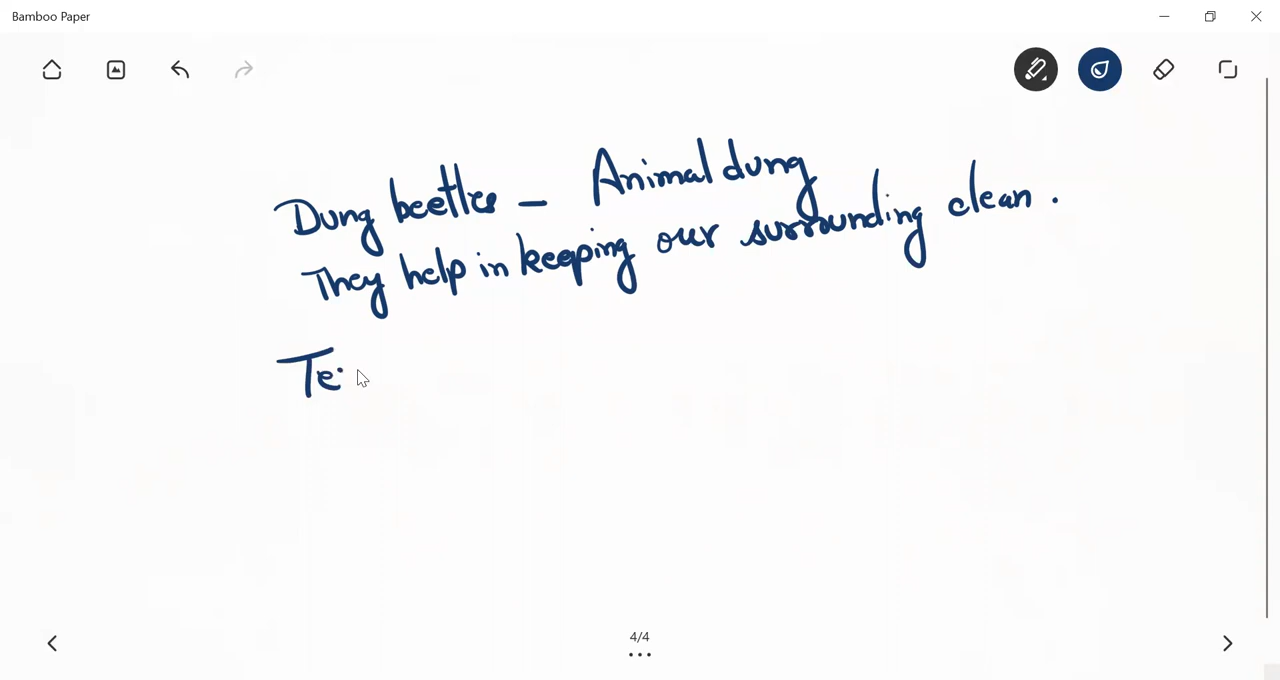 Bamboo Paper
Dung beetles – Animal dung
They help in keeping our surrounding clean.
Te
4/4